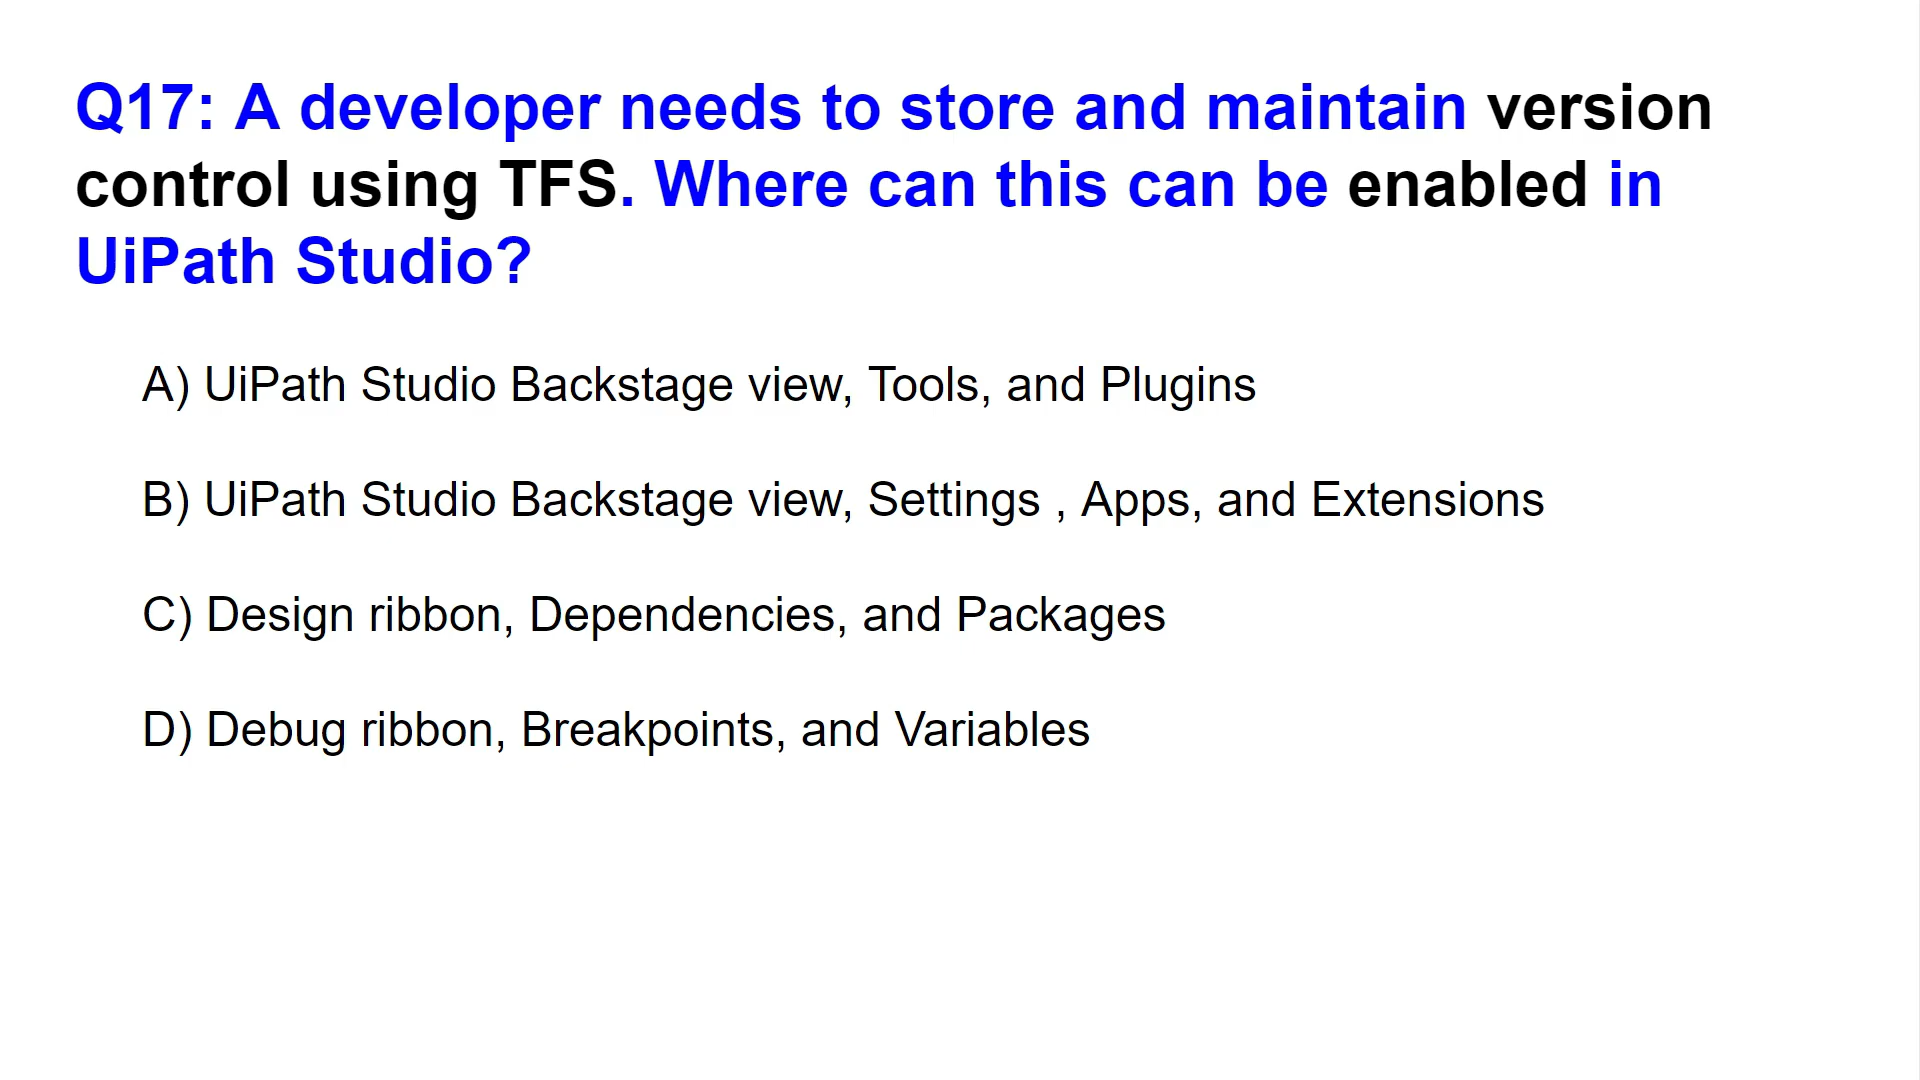 Q17: A developer needs to store and maintain version
control using TFS. Where can this can be enabled in
UiPath Studio?
A) UiPath Studio Backstage view, Tools, and Plugins
B) UiPath Studio Backstage view, Settings , Apps, and Extensions
C) Design ribbon, Dependencies, and Packages
D) Debug ribbon, Breakpoints, and Variables